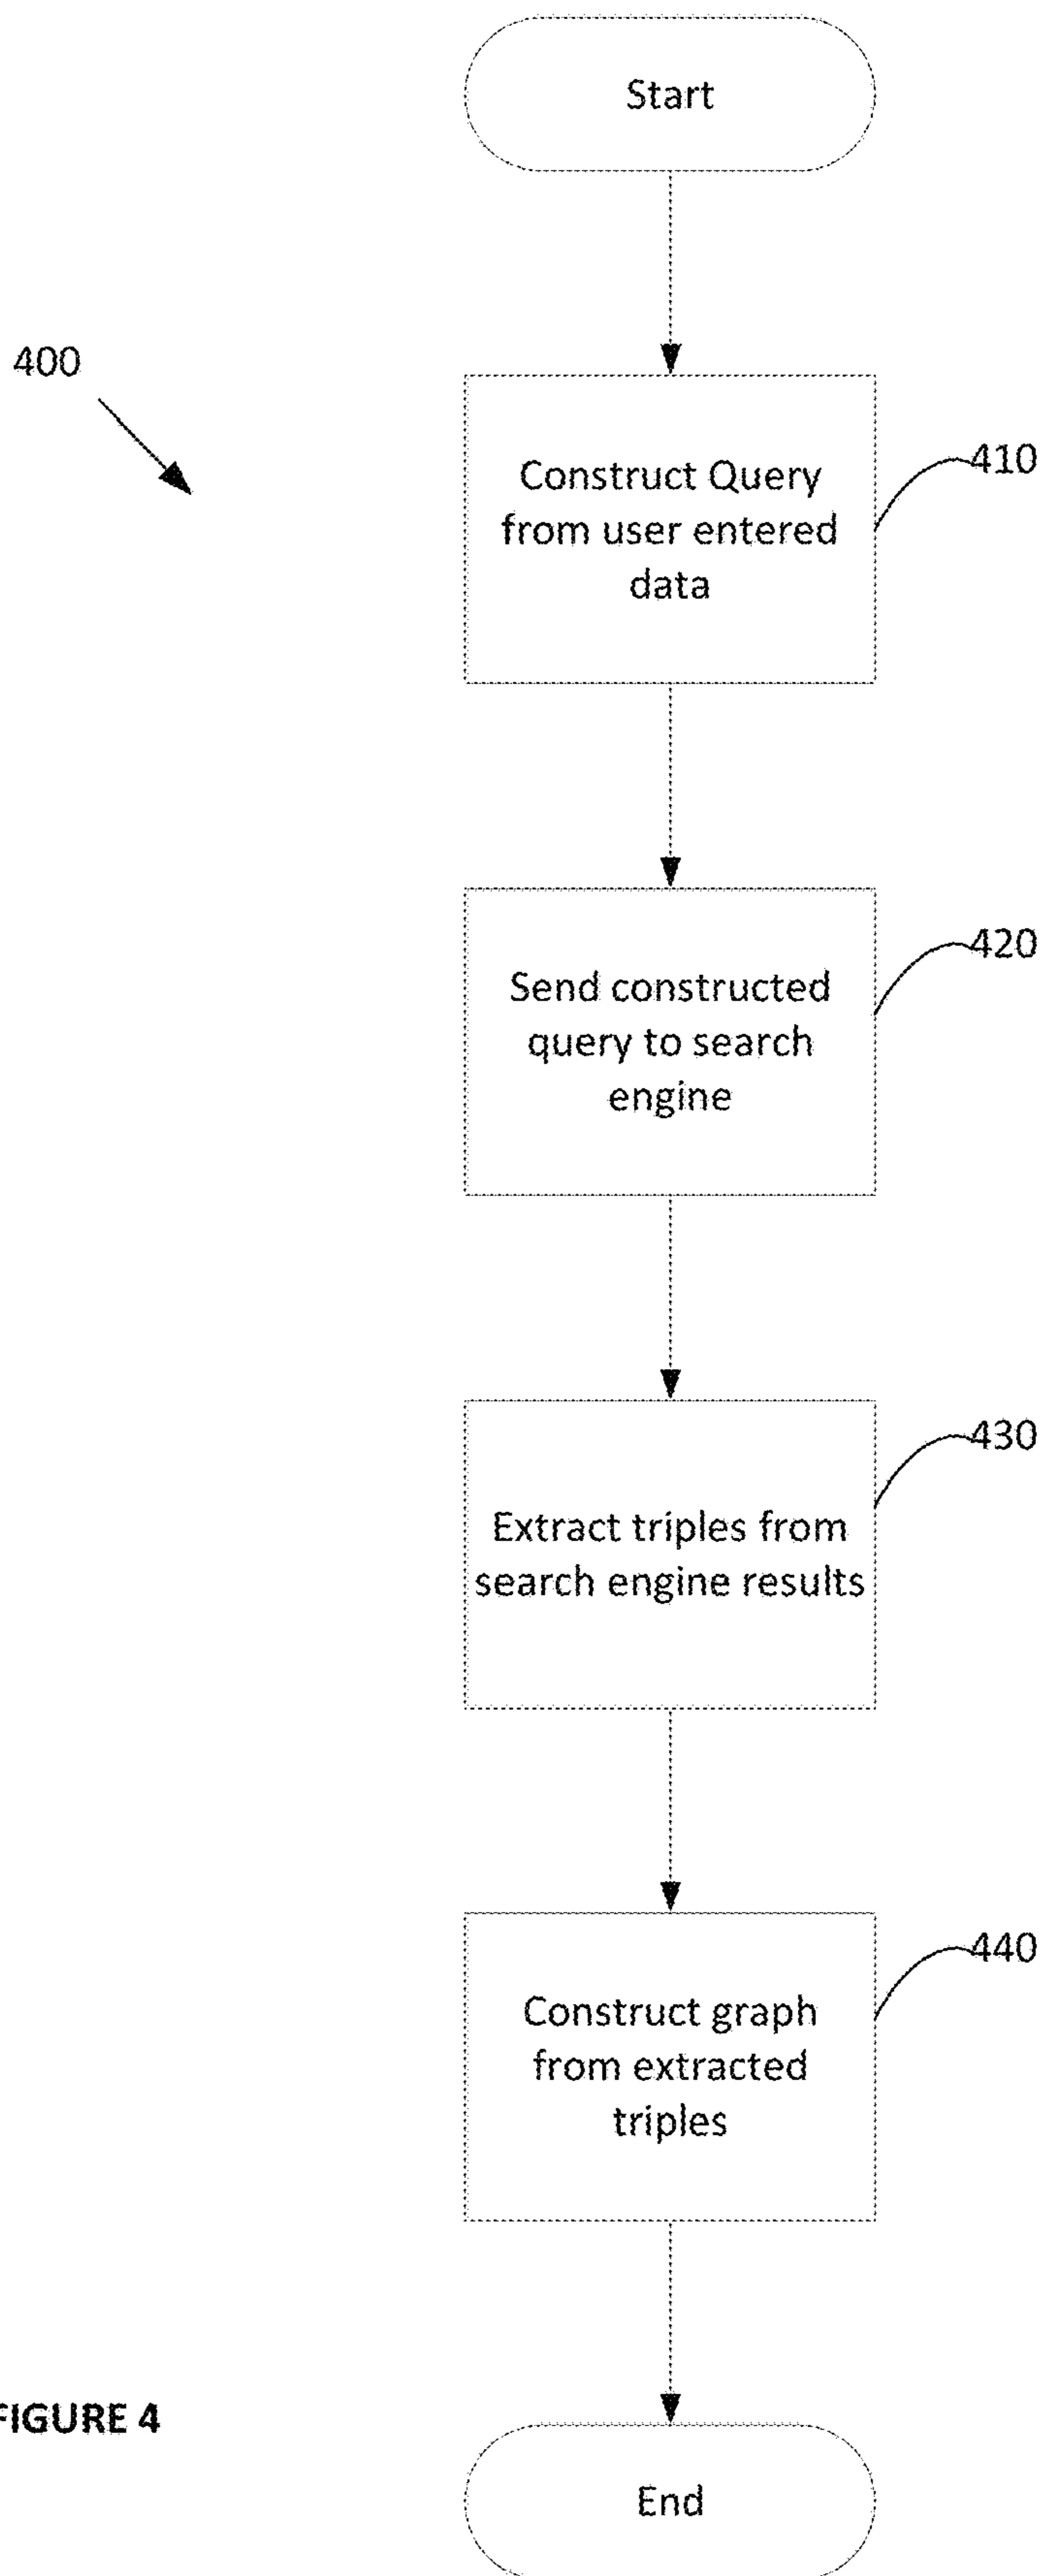 Start
400
410
Construct Query
from user entered
data
420
Send constructed
query to search
engine
430
Extract triples from
search engine results
440
Construct graph
from extracted
triples
FIGURE 4
End